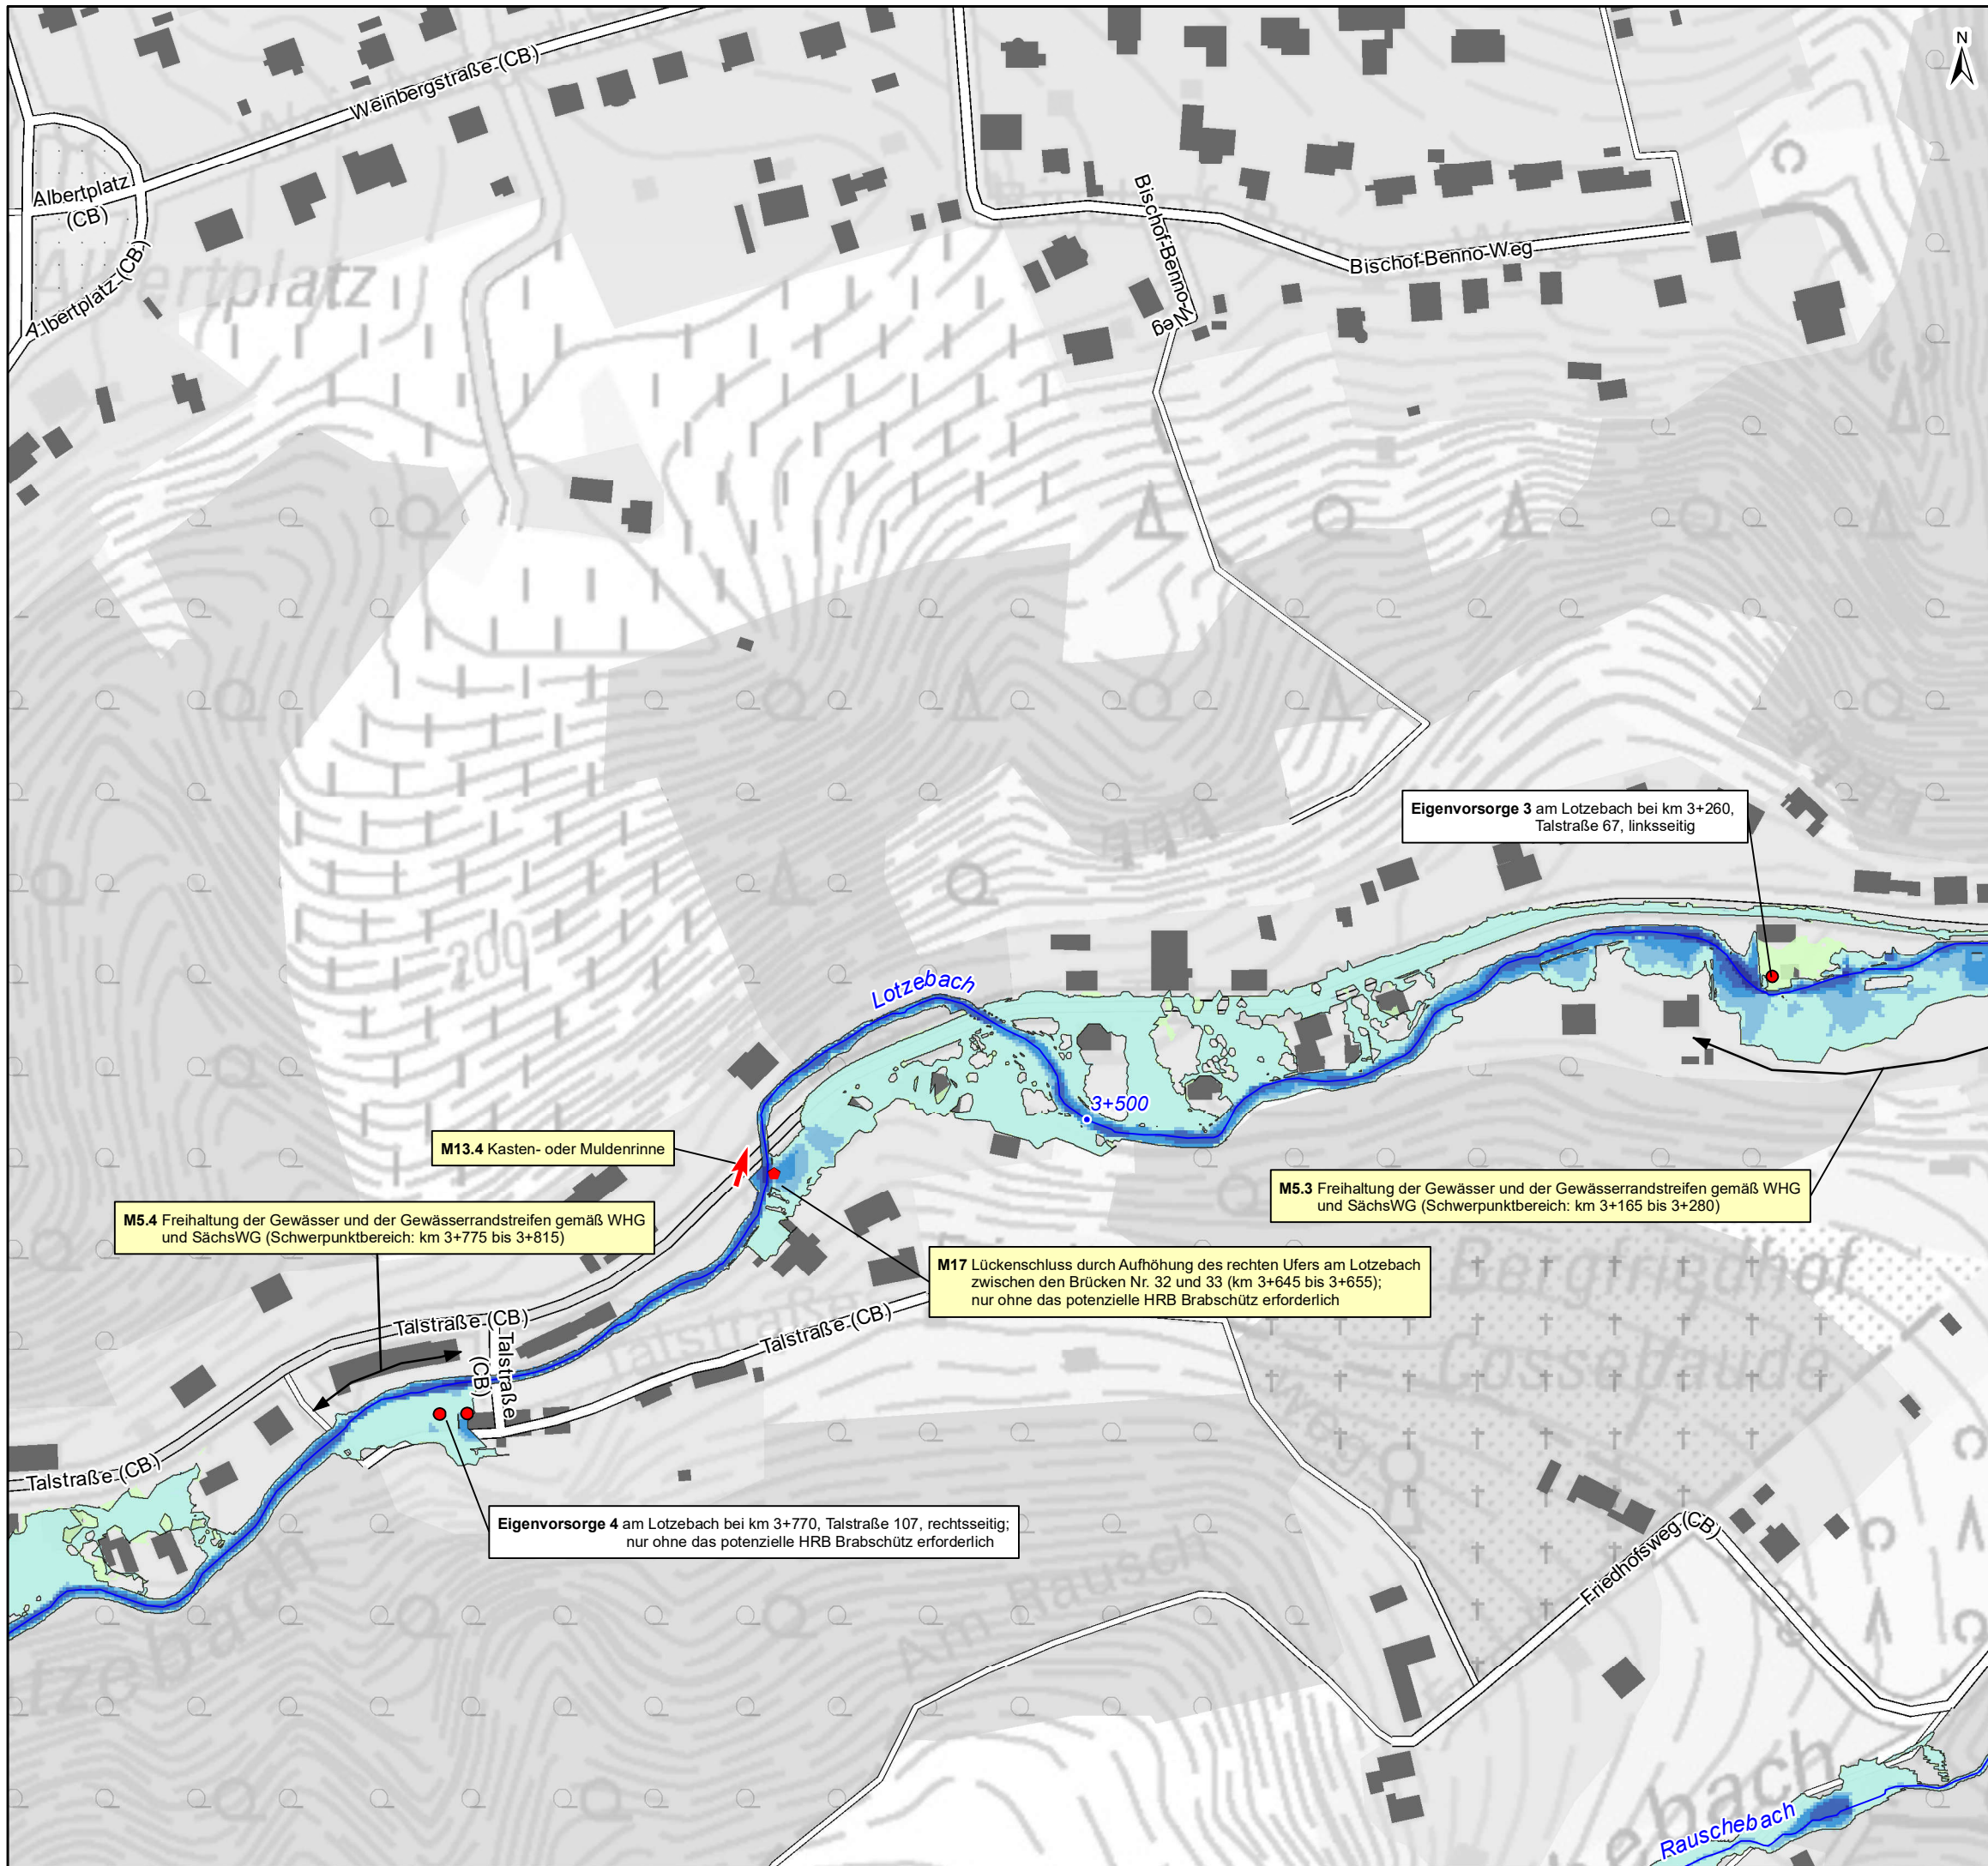 N
Weinbergstraße (CB)
Albertplatz
(CB)
Albertplatz (CB)
Albertplatz
Bischof-Benno-Weg
Bischof-Benno-Weg
Eigenvorsorge 3 am Lotzebach bei km 3+260,
Talstraße 67, linksseitig
200
Lotzebach
3+500
M13.4 Kasten- oder Muldenrinne
M5.3 Freihaltung der Gewässer und der Gewässerrandstreifen gemäß WHG
und SächsWG (Schwerpunktbereich: km 3+165 bis 3+280)
M5.4 Freihaltung der Gewässer und der Gewässerrandstreifen gemäß WHG
und SächsWG (Schwerpunktbereich: km 3+775 bis 3+815)
M17 Lückenschluss durch Aufhöhung des rechten Ufers am Lotzebach
zwischen den Brücken Nr. 32 und 33 (km 3+645 bis 3+655);
nur ohne das potenzielle HRB Brabschütz erforderlich
Bergfriedhof
Cossebaude
Talstraße (CB)
Talstraße
(CB)
Talstraße (CB)
Talstraße
Talstraße (CB)
Eigenvorsorge 4 am Lotzebach bei km 3+770, Talstraße 107, rechtsseitig;
nur ohne das potenzielle HRB Brabschütz erforderlich
Friedhofsweg (CB)
Am Rausch
tzebach
ebach
Rauschebach